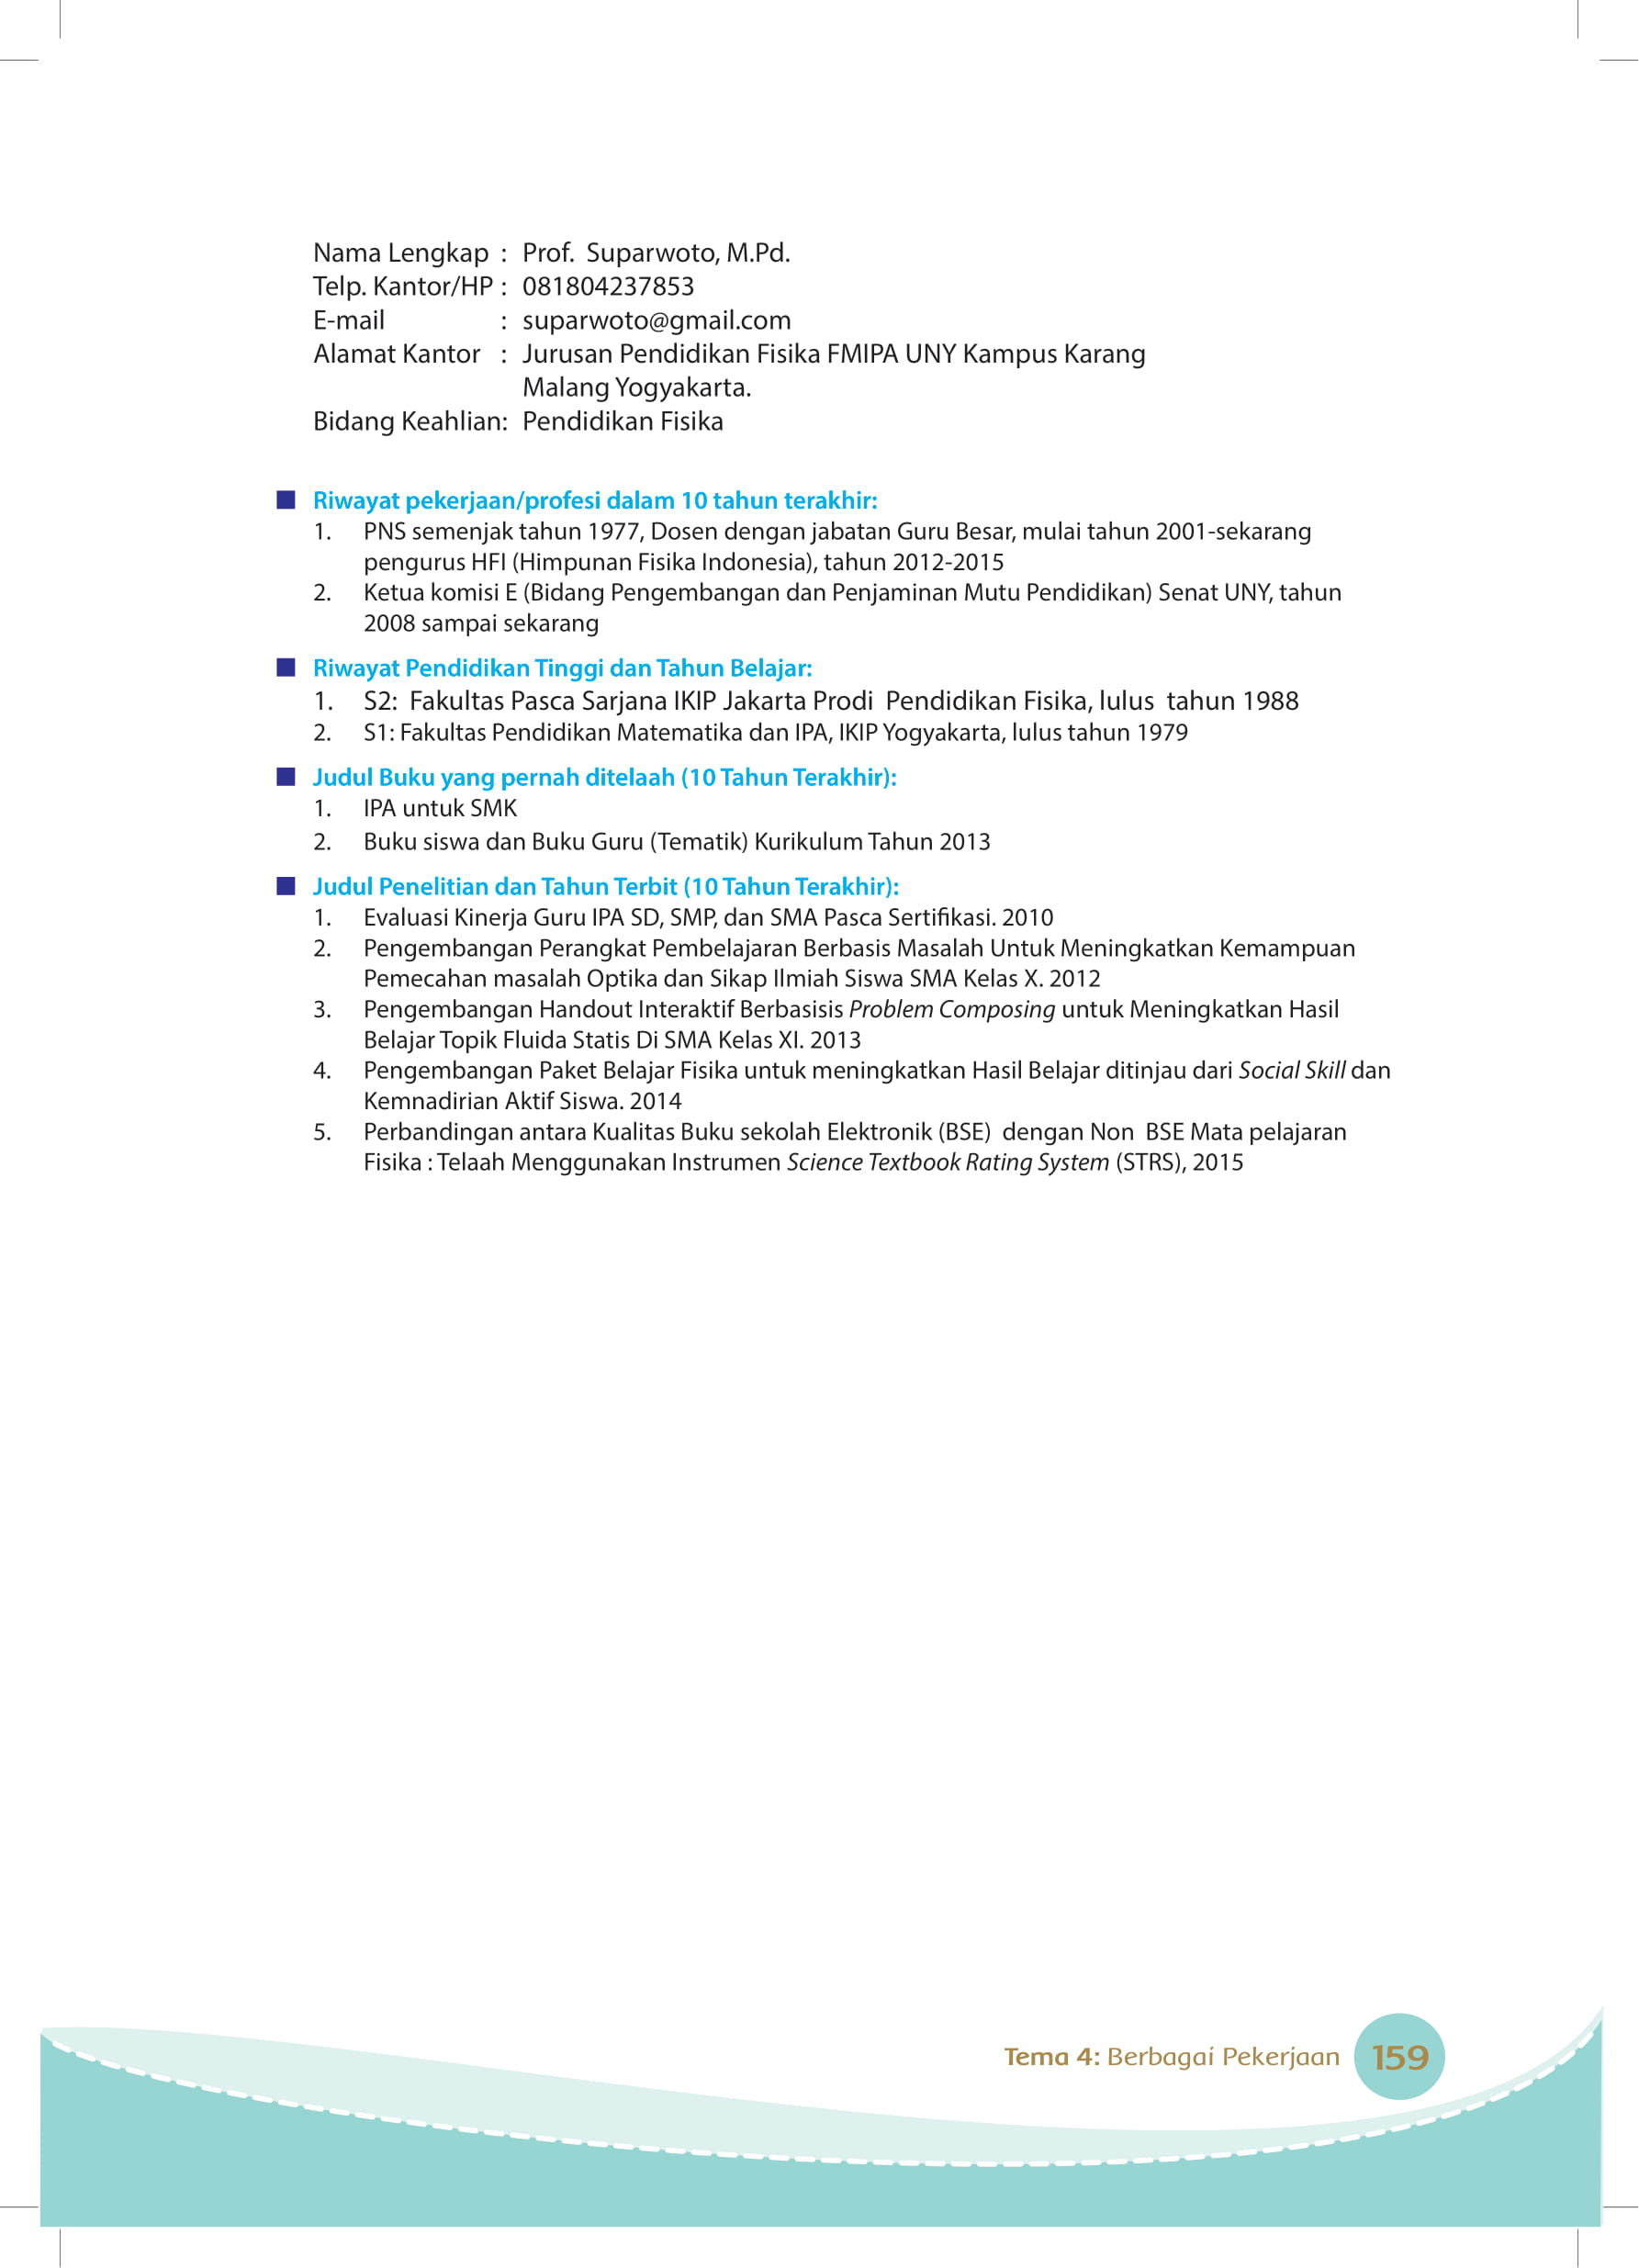 Nama Lengkap : Prof. Suparwoto, M.Pd.
Telp. Kantor/HP : 081804237853
E-mail : suparwoto@gmail.com
Alamat Kantor : Jurusan Pendidikan Fisika FMIPA UNY Kampus Karang
Malang Yogyakarta.
Bidang Keahlian: Pendidikan Fisika
■ Riwayat pekerjaan/profesi dalam 10 tahun terakhir:
1. PNS semenjak tahun 1977, Dosen dengan jabatan Guru Besar, mulai tahun 2001-sekarang
pengurus HFI (Himpunan Fisika Indonesia), tahun 2012-2015
2. Ketua komisi E (Bidang Pengembangan dan Penjaminan Mutu Pendidikan) Senat UNY, tahun
2008 sampai sekarang
■ Riwayat Pendidikan Tinggi dan Tahun Belajar:
1. S2: Fakultas Pasca Sarjana IKIP Jakarta Prodi Pendidikan Fisika, lulus tahun 1988
2. S1: Fakultas Pendidikan Matematika dan IPA, IKIP Yogyakarta, lulus tahun 1979
■ Judul Buku yang pernah ditelaah (10 Tahun Terakhir):
1. IPA untuk SMK
2. Buku siswa dan Buku Guru (Tematik) Kurikulum Tahun 2013
■ Judul Penelitian dan Tahun Terbit (10 Tahun Terakhir):
1. Evaluasi Kinerja Guru IPA SD, SMP, dan SMA Pasca Sertifikasi. 2010
2. Pengembangan Perangkat Pembelajaran Berbasis Masalah Untuk Meningkatkan Kemampuan
Pemecahan masalah Optika dan Sikap Ilmiah Siswa SMA Kelas X. 2012
3. Pengembangan Handout Interaktif Berbasisis Problem Composing untuk Meningkatkan Hasil
Belajar Topik Fluida Statis Di SMA Kelas XI. 2013
4. Pengembangan Paket Belajar Fisika untuk meningkatkan Hasil Belajar ditinjau dari Social Skill dan
Kemnadirian Aktif Siswa. 2014
5. Perbandingan antara Kualitas Buku sekolah Elektronik (BSE) dengan Non BSE Mata pelajaran
Fisika : Telaah Menggunakan Instrumen Science Textbook Rating System (STRS), 2015
Tema 4: Berbagai Pekerjaan 159